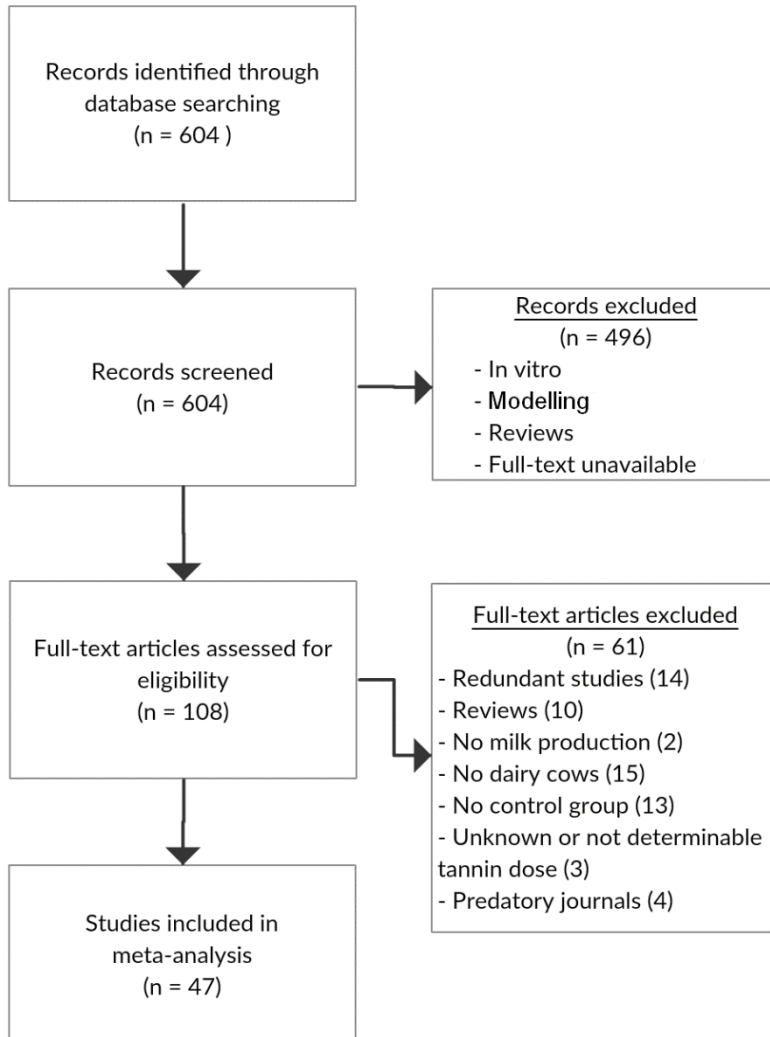 Records identified through
database searching
(n = 604 )
Records screened
(n = 604)
Records excluded
(n = 496)
- In vitro
- Modelling
- Reviews
- Full-text unavailable
Full-text articles assessed for
eligibility
(n = 108)
Full-text articles excluded
(n = 61)
- Redundant studies (14)
- Reviews (10)
- No milk production (2)
- No dairy cows (15)
- No control group (13)
- Unknown or not determinable
tannin dose (3)
- Predatory journals (4)
Studies included in
meta-analysis
(n = 47)